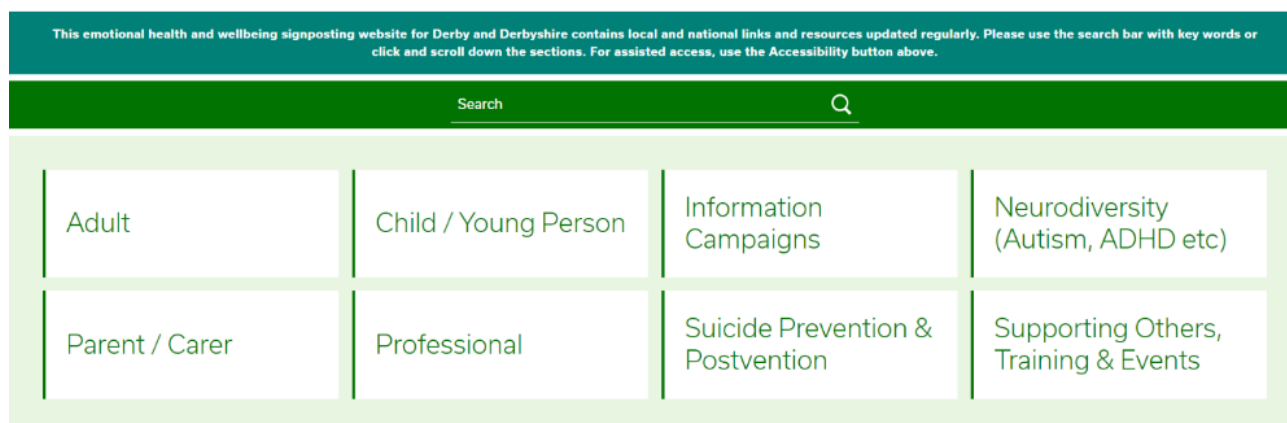 This emotional health and wellbeing signposting website for Derby and Derbyshire contains local and national links and resources updated regularly. Please use the search bar with key words or
click and scroll down the sections. For assisted access, use the Accessibility button above.
Search
Adult
Child / Young Person
Information
Campaigns
Neurodiversity
(Autism, ADHD etc)
Parent / Carer
Professional
Suicide Prevention &
Postvention
Supporting Others,
Training & Events